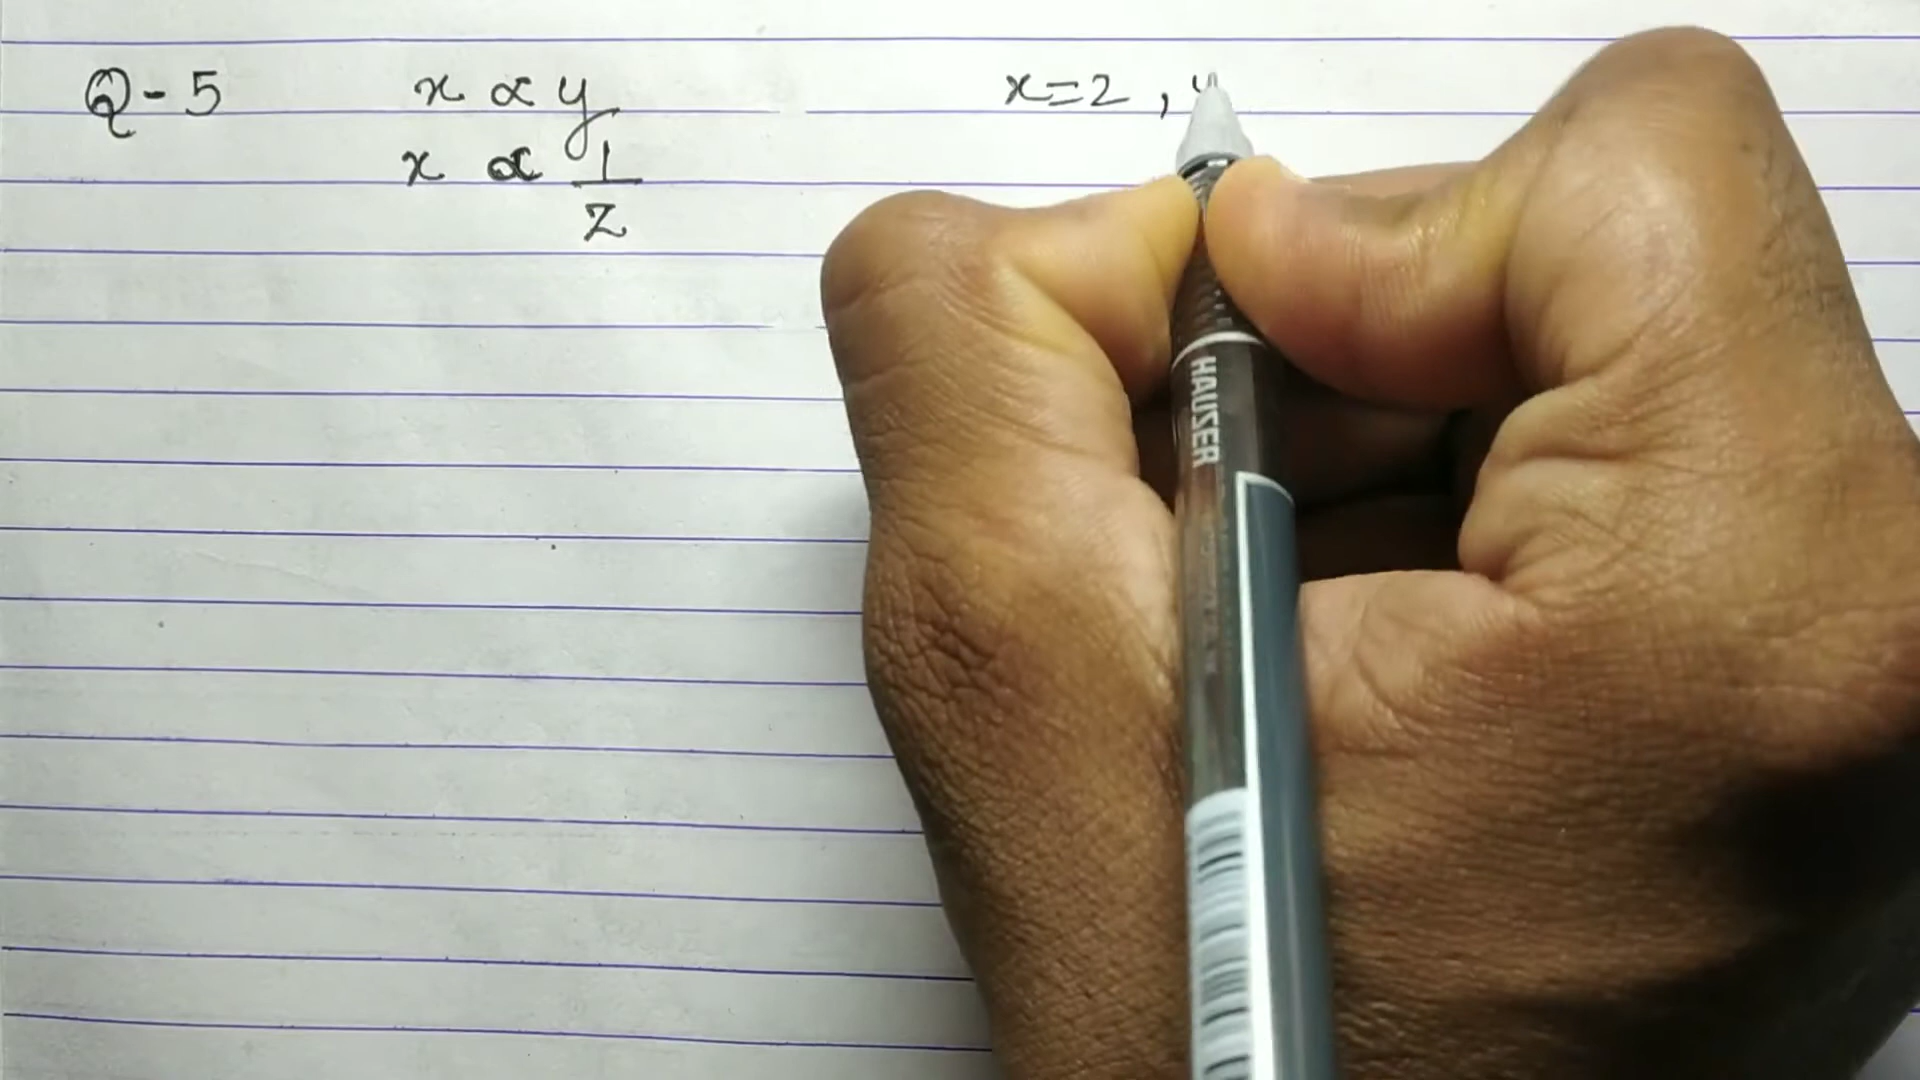 Q-5 x ∝ y x=2 ,
x ∝ 1/z
HAUSER